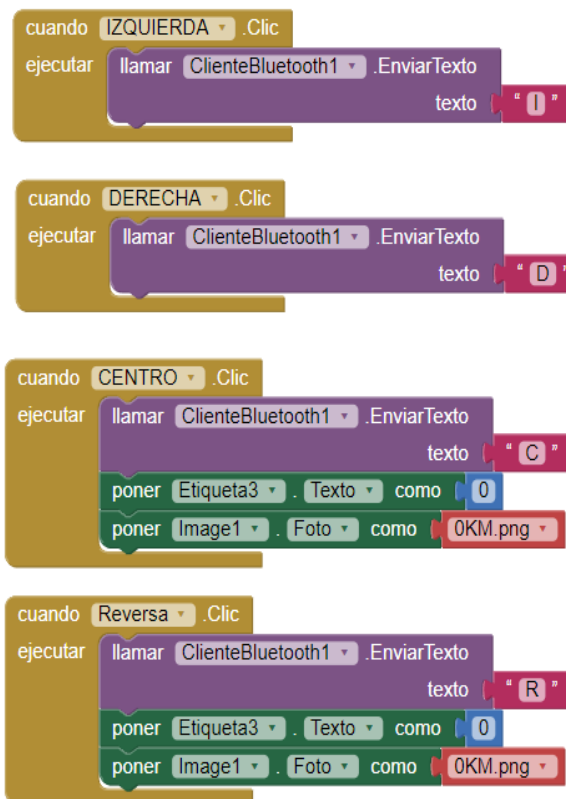 cuando IZQUIERDA .Clic
ejecutar llamar ClienteBluetooth1 .EnviarTexto
texto " I "
cuando DERECHA .Clic
ejecutar llamar ClienteBluetooth1 .EnviarTexto
texto " D "
cuando CENTRO .Clic
ejecutar llamar ClienteBluetooth1 .EnviarTexto
texto " C "
poner Etiqueta3 . Texto como 0
poner Image1 . Foto como 0KM.png
cuando Reversa .Clic
ejecutar llamar ClienteBluetooth1 .EnviarTexto
texto " R "
poner Etiqueta3 . Texto como 0
poner Image1 . Foto como 0KM.png